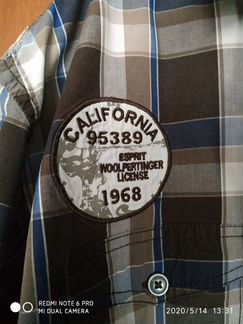 CALIFORNIA
95389
ESPRIT
WOOLPERTINGER
LICENSE
1968
REDMI NOTE 6 PRO
MI DUAL CAMERA
2020/5/14 13:31